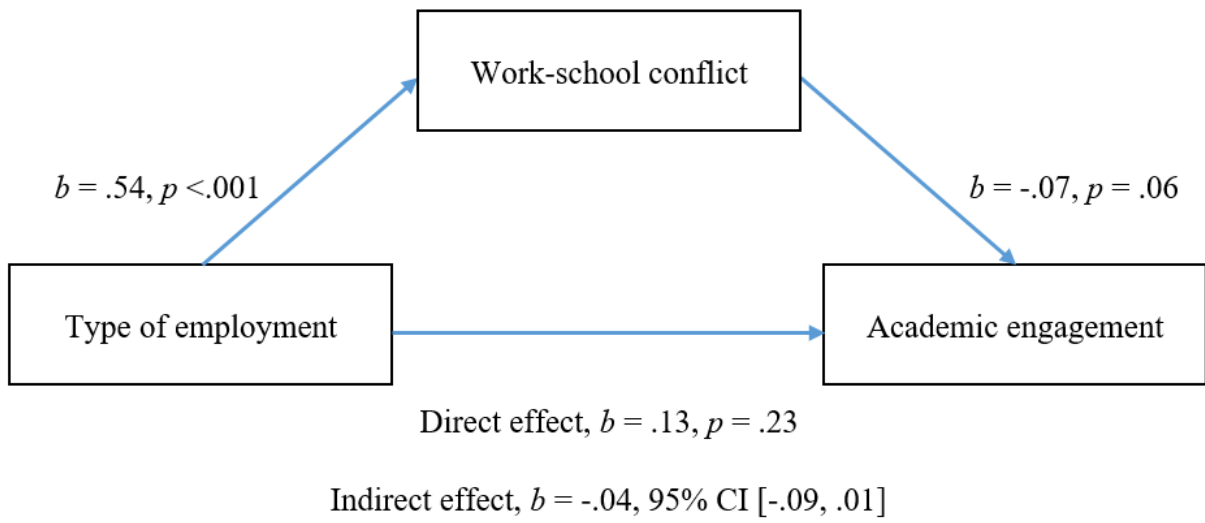 Work-school conflict
b = .54, p <.001
b = -.07, p = .06
Type of employment
Academic engagement
Direct effect, b = .13, p = .23
Indirect effect, b = -.04, 95% CI [-.09, .01]